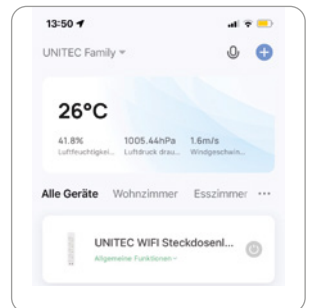 13:50
UNITEC Family
26°C
41.8% 1005.44hPa 1.6m/s
Luftfeuchtigkei... Luftdruck drau... Windgeschwin...
Alle Geräte Wohnzimmer Esszimmer ...
UNITEC WIFI Steckdosenl...
Allgemeine Funktionen